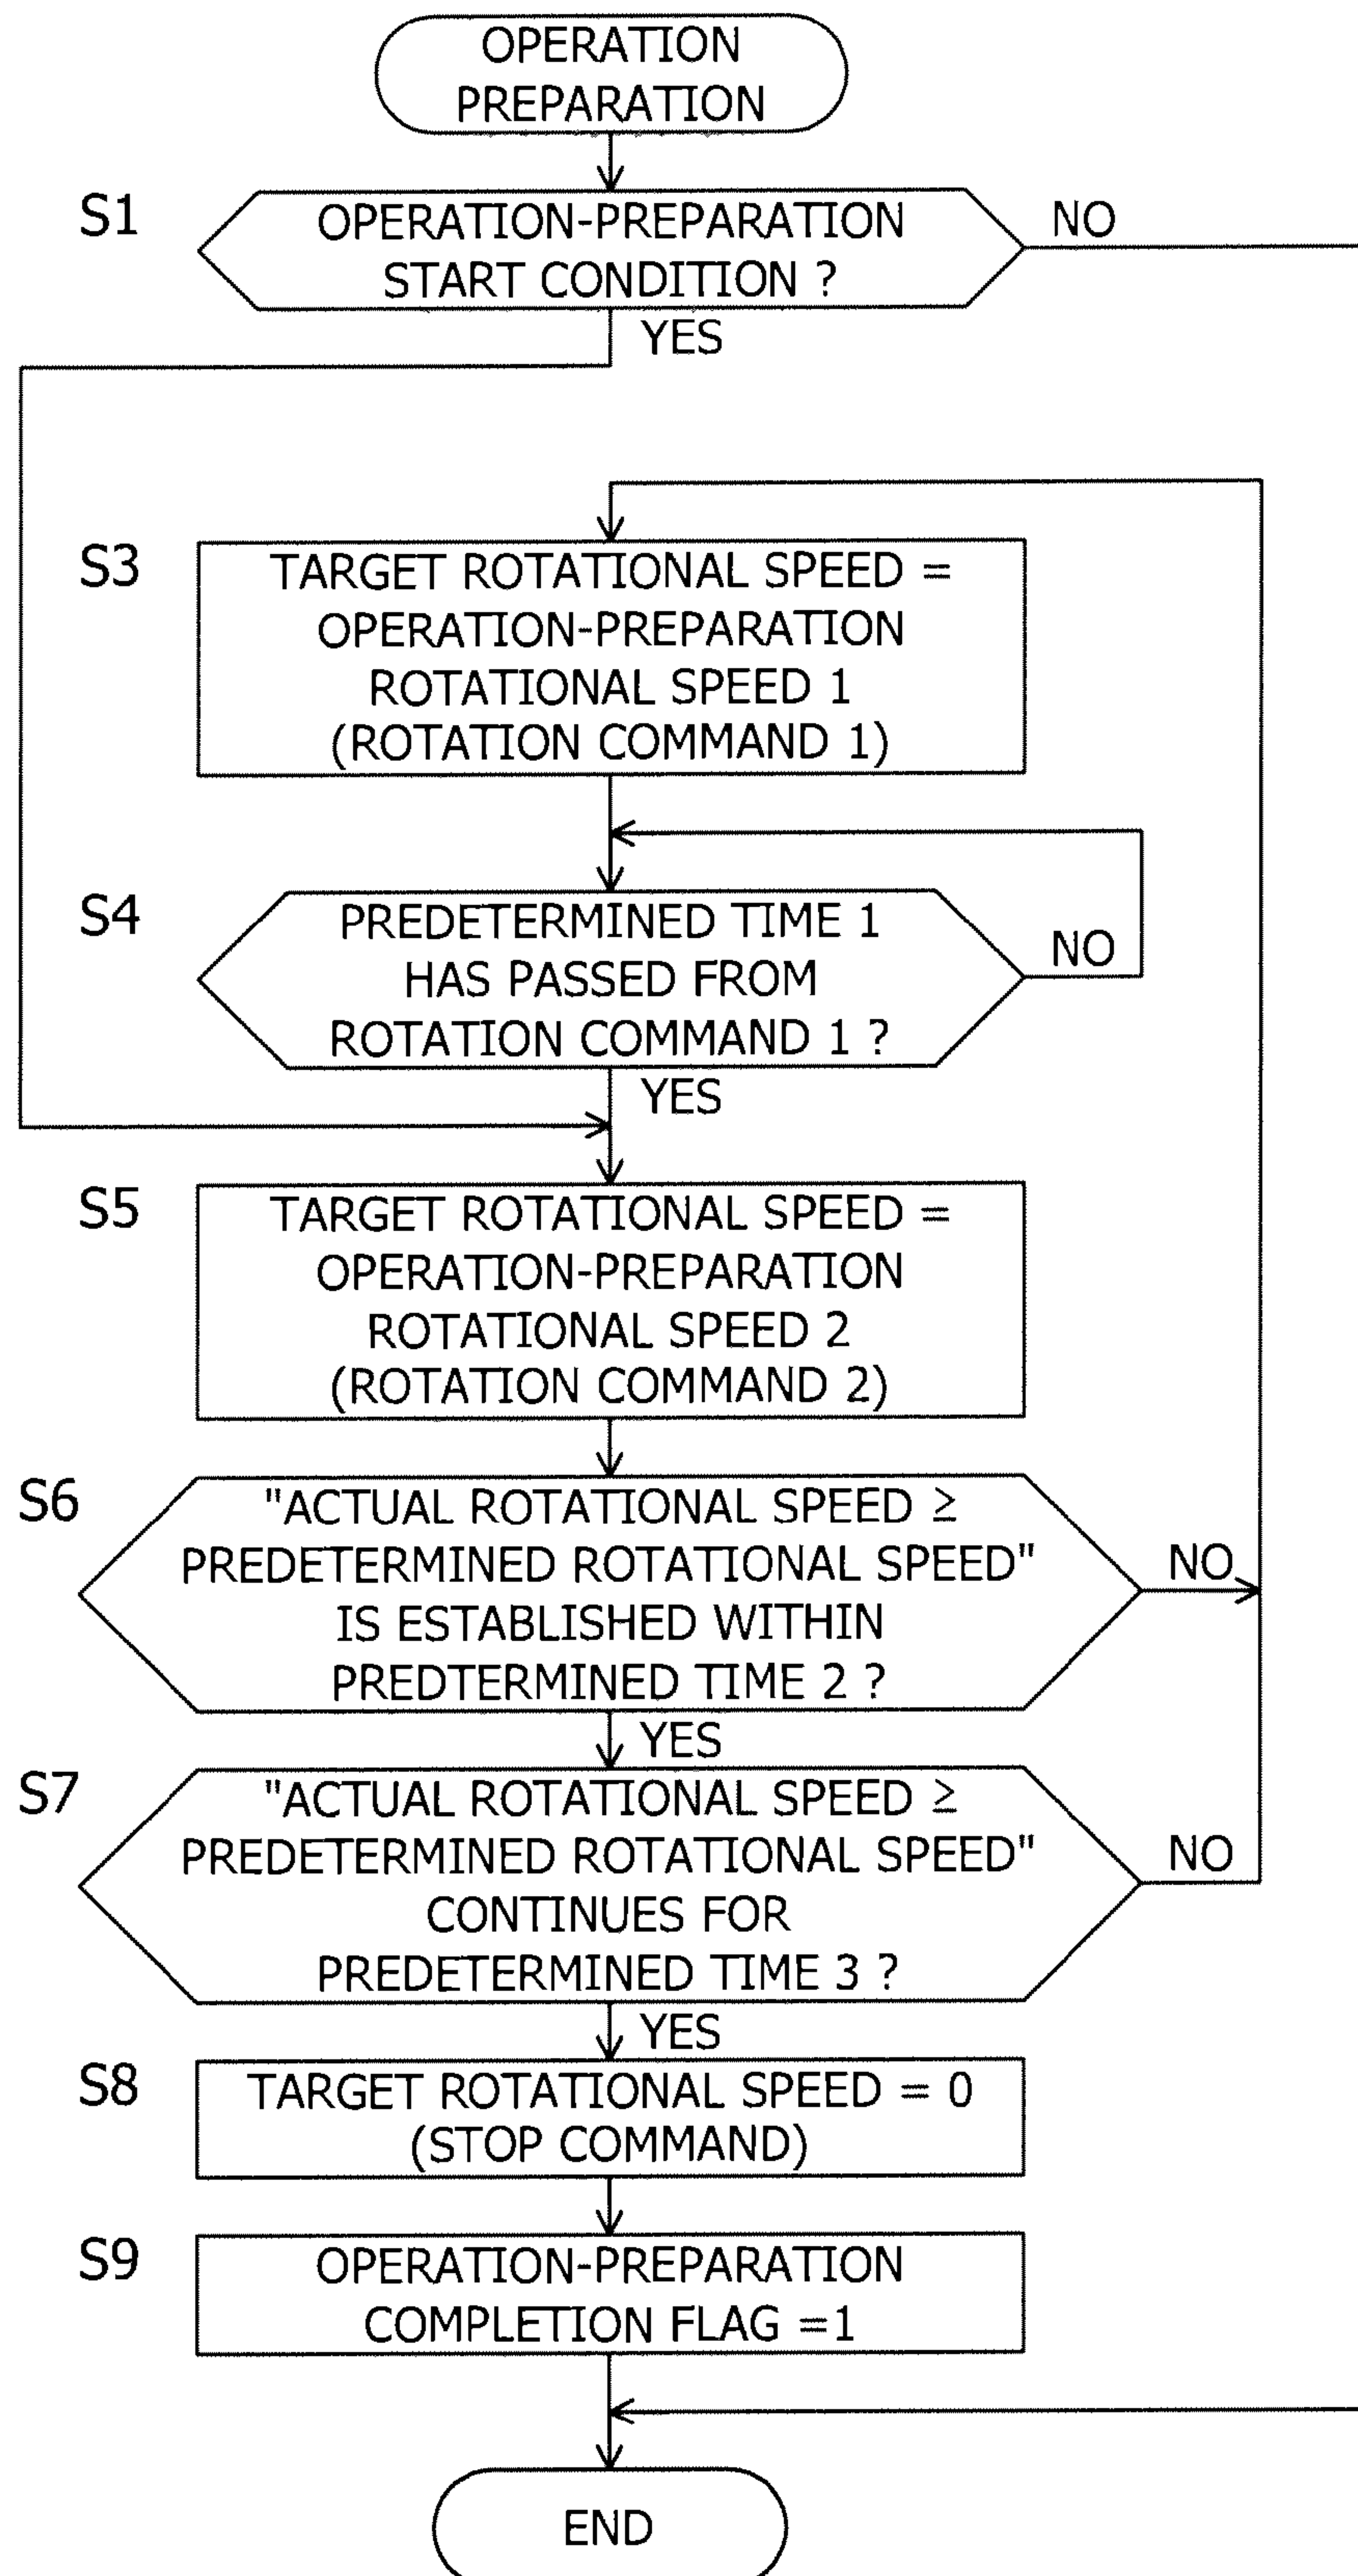 OPERATION
PREPARATION
S1
OPERATION-PREPARATION
START CONDITION ?
NO
YES
S3
TARGET ROTATIONAL SPEED =
OPERATION-PREPARATION
ROTATIONAL SPEED 1
(ROTATION COMMAND 1)
S4
PREDETERMINED TIME 1
HAS PASSED FROM
ROTATION COMMAND 1 ?
NO
YES
S5
TARGET ROTATIONAL SPEED =
OPERATION-PREPARATION
ROTATIONAL SPEED 2
(ROTATION COMMAND 2)
S6
"ACTUAL ROTATIONAL SPEED ≥
PREDETERMINED ROTATIONAL SPEED"
IS ESTABLISHED WITHIN
PREDTERMINED TIME 2 ?
NO
YES
S7
"ACTUAL ROTATIONAL SPEED ≥
PREDETERMINED ROTATIONAL SPEED"
CONTINUES FOR
PREDETERMINED TIME 3 ?
NO
YES
S8
TARGET ROTATIONAL SPEED = 0
(STOP COMMAND)
S9
OPERATION-PREPARATION
COMPLETION FLAG =1
END